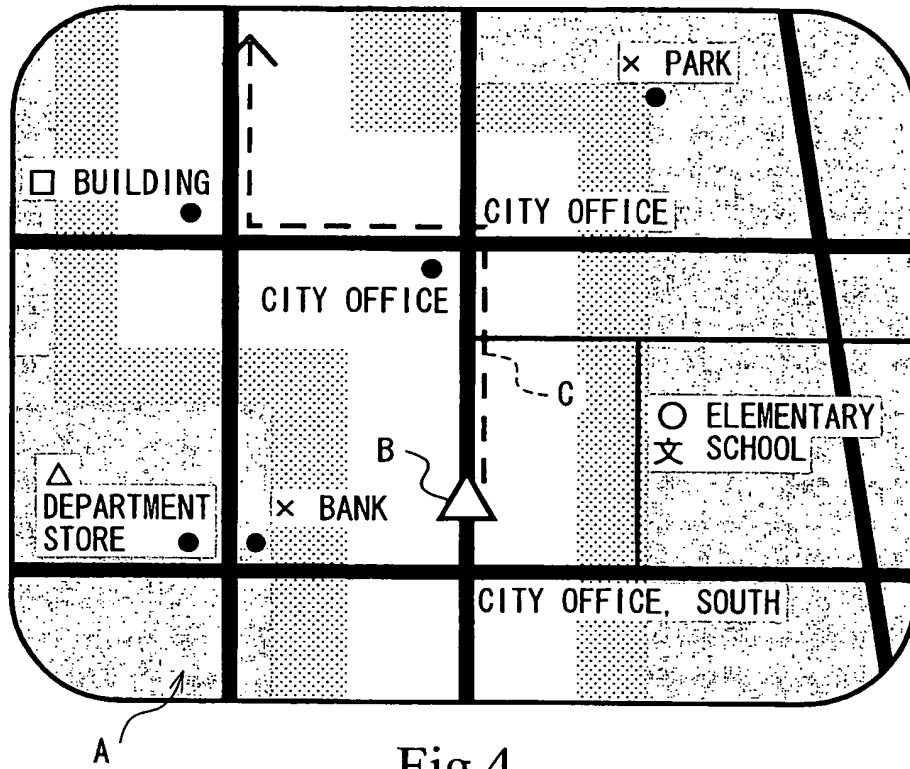 × PARK
□ BUILDING
CITY OFFICE
CITY OFFICE
C
○ ELEMENTARY
文 SCHOOL
B
△
DEPARTMENT
STORE
× BANK
CITY OFFICE, SOUTH
A
Fig.4